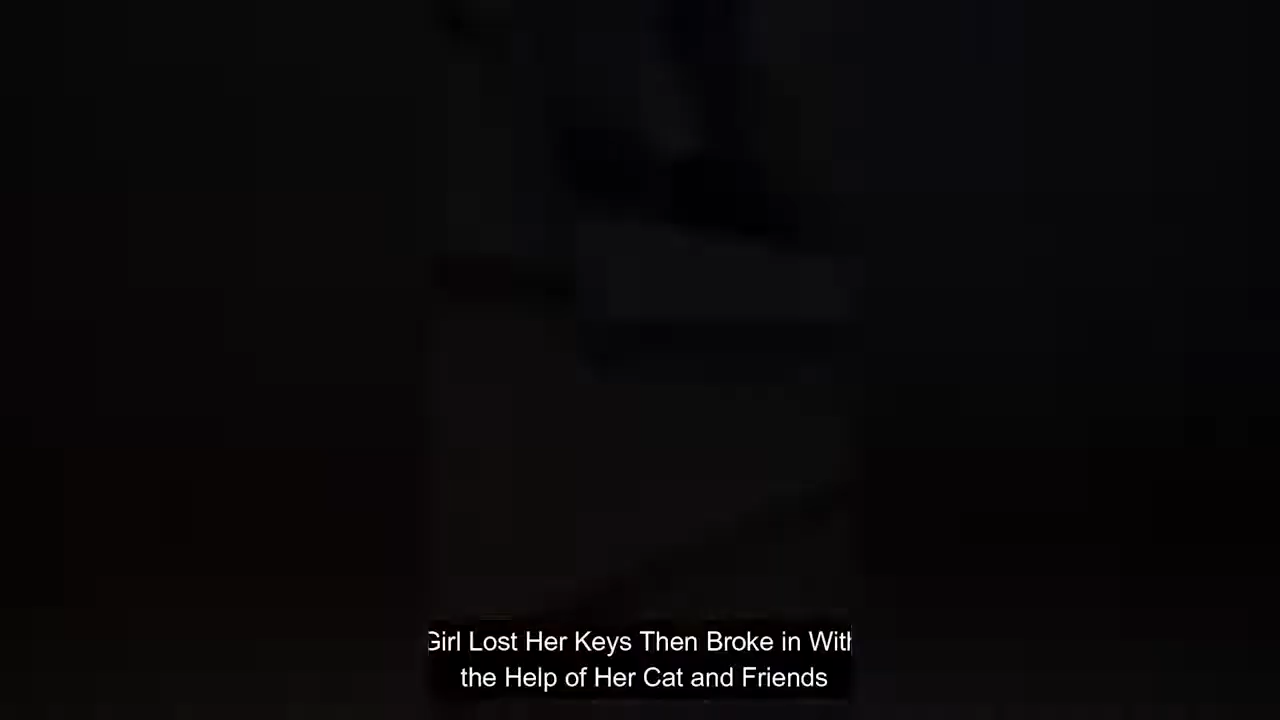 Girl Lost Her Keys Then Broke in With
the Help of Her Cat and Friends